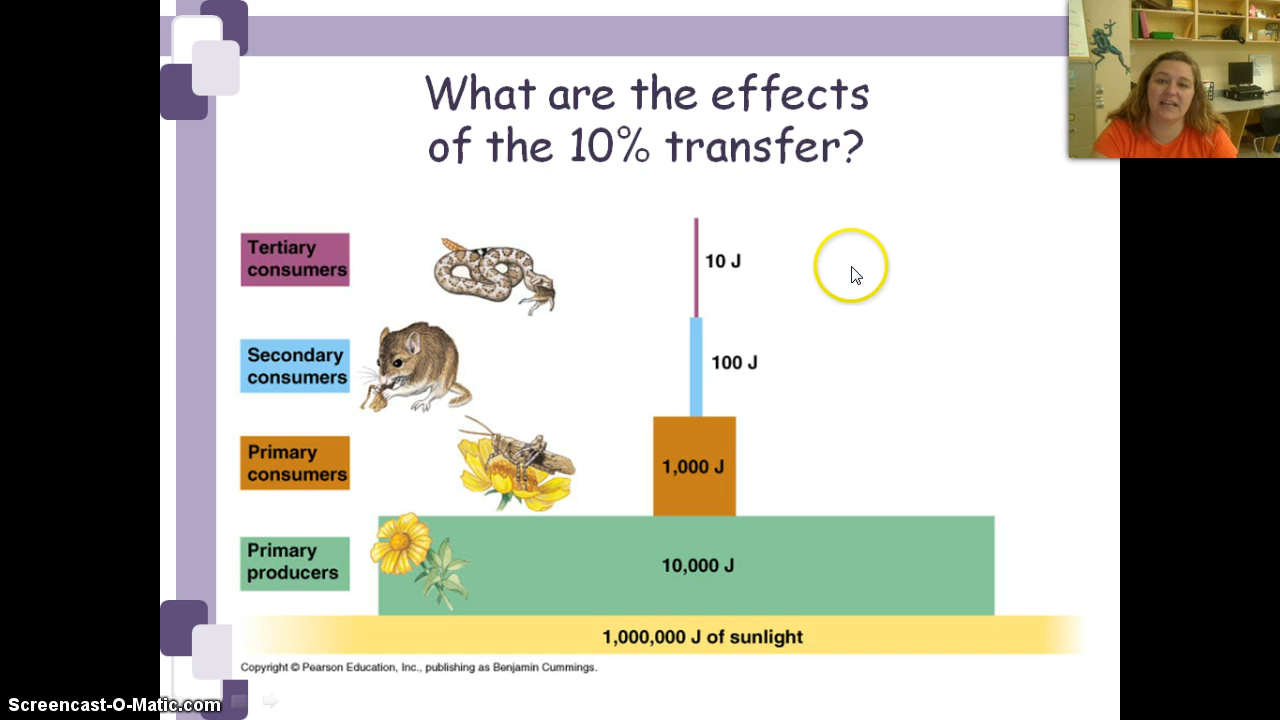 What are the effects
of the 10% transfer?
Tertiary
consumers
10 J
Secondary
consumers
100 J
Primary
consumers
1,000 J
Primary
producers
10,000 J
1,000,000 J of sunlight
Copyright © Pearson Education, Inc., publishing as Benjamin Cummings.
Screencast-O-Matic.com